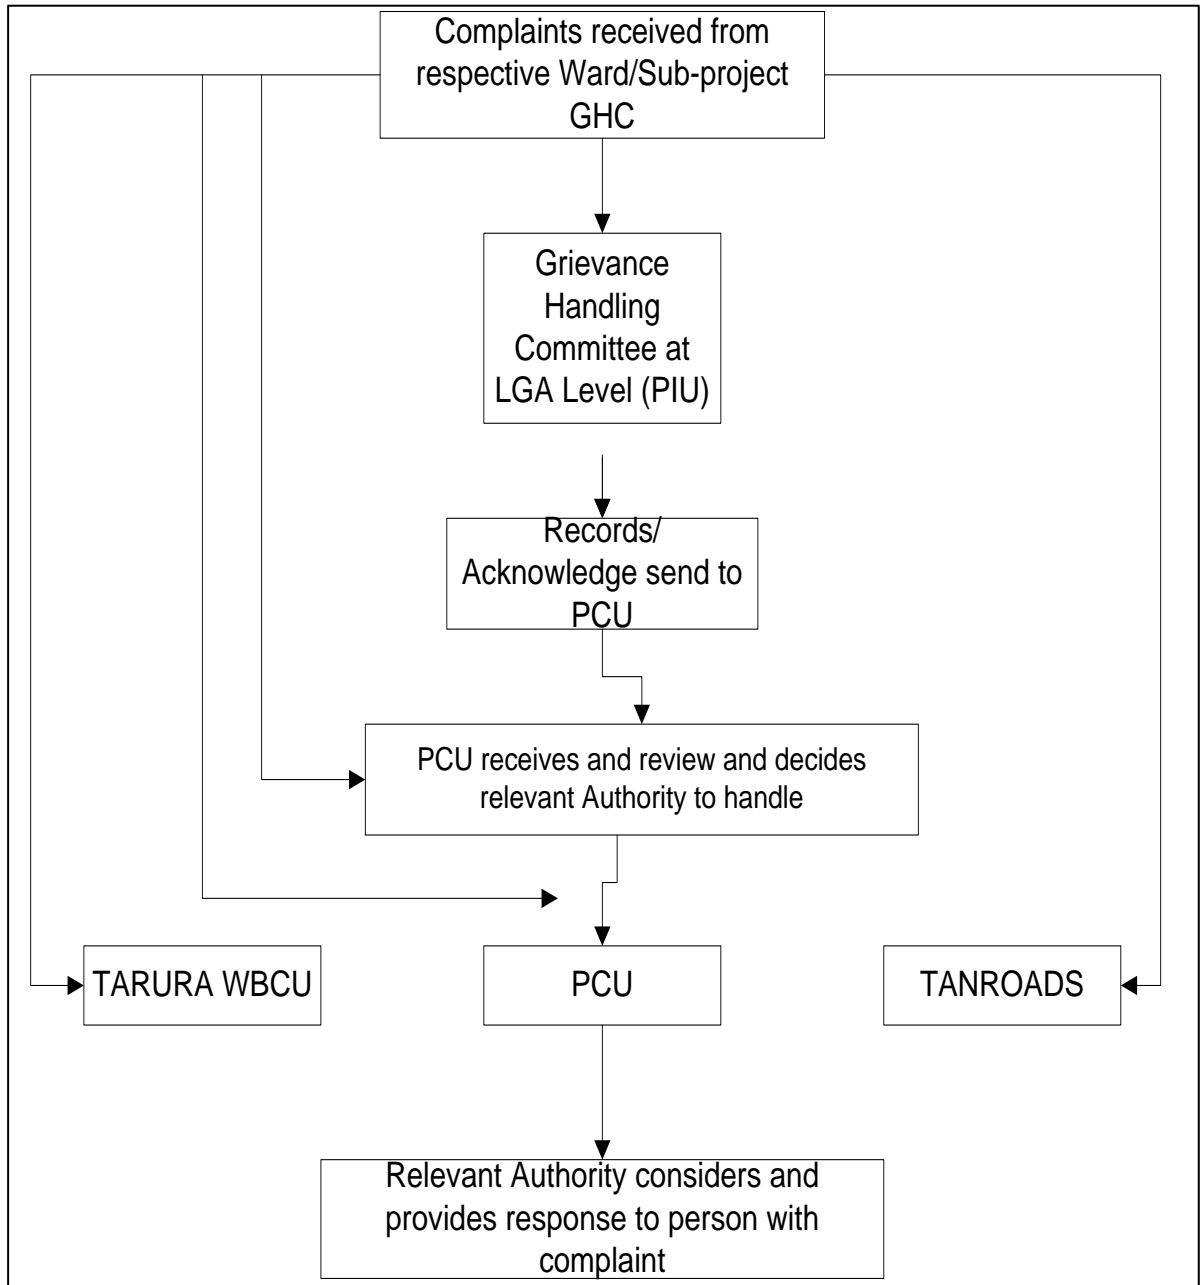 Complaints received from
respective Ward/Sub-project
GHC
Grievance
Handling
Committee at
LGA Level (PIU)
Records/
Acknowledge send to
PCU
PCU receives and review and decides
relevant Authority to handle
TARURA WBCU
PCU
TANROADS
Relevant Authority considers and
provides response to person with
complaint